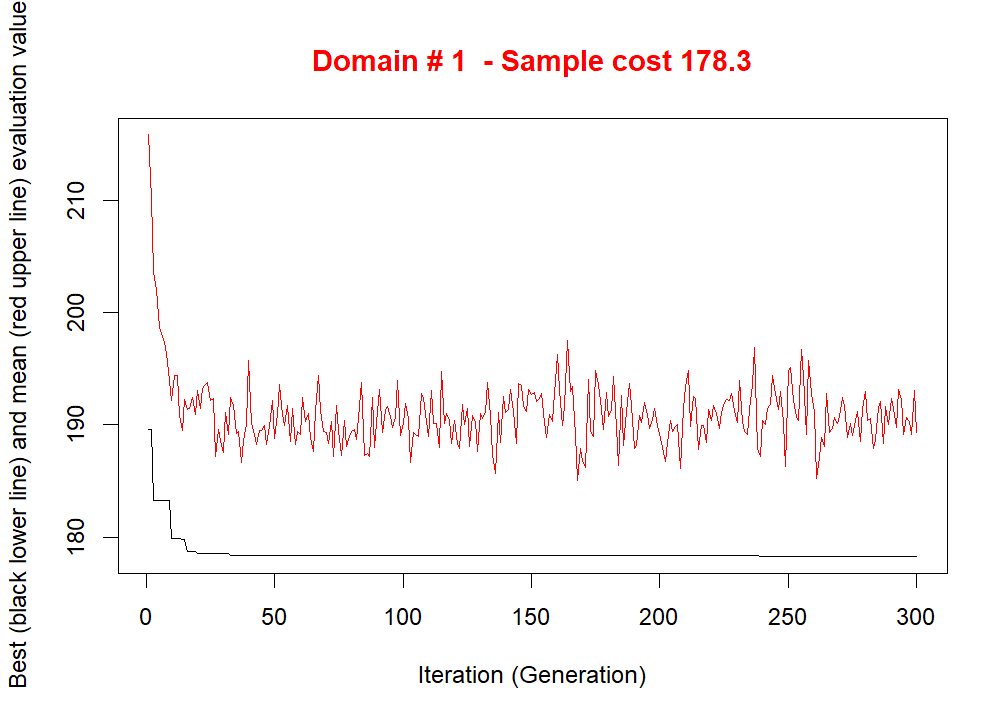 Domain # 1  - Sample cost 178.3
Best (black lower line) and mean (red upper line) evaluation value
210
200
190
180
0 50 100 150 200 250 300
Iteration (Generation)